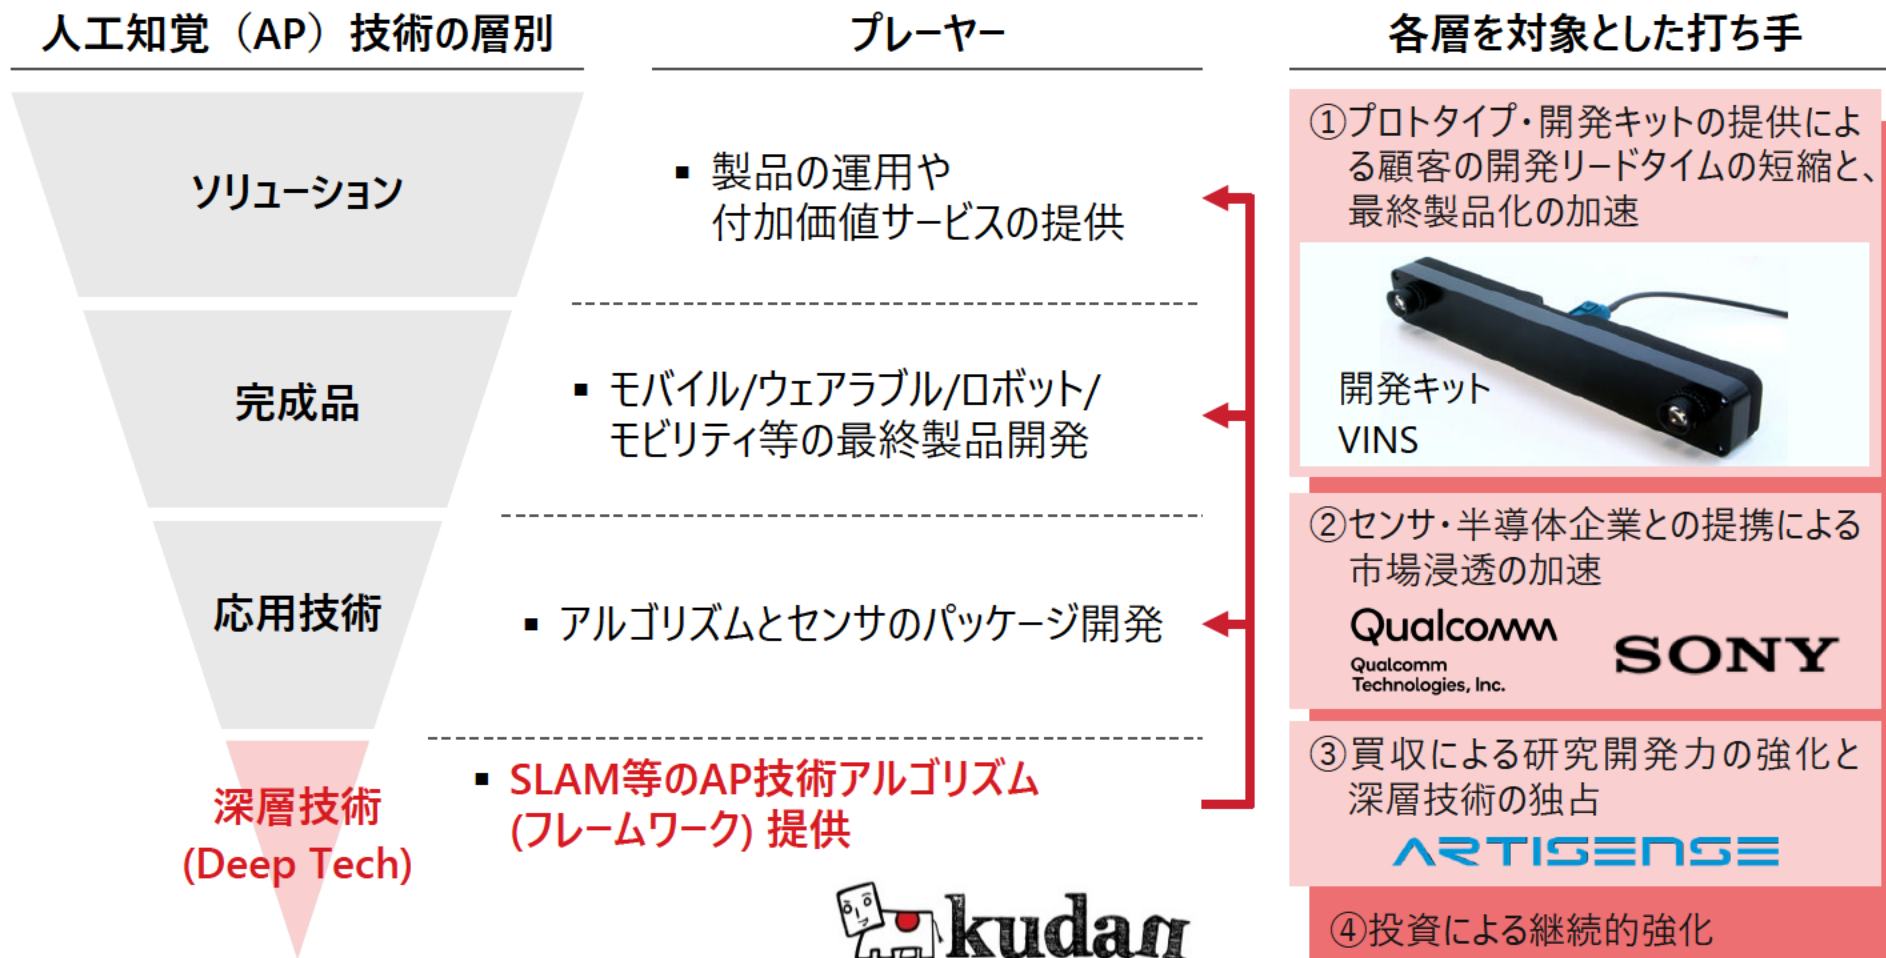 人工知覚（AP）技術の層別
プレーヤー
各層を対象とした打ち手
ソリューション
▪ 製品の運用や
付加価値サービスの提供
①プロトタイプ・開発キットの提供によ
る顧客の開発リードタイムの短縮と、
最終製品化の加速
開発キット
VINS
完成品
▪ モバイル/ウェアラブル/ロボット/
モビリティ等の最終製品開発
応用技術
▪ アルゴリズムとセンサのパッケージ開発
②センサ・半導体企業との提携による
市場浸透の加速
Qualcomm
Qualcomm
Technologies, Inc.
SONY
深層技術
(Deep Tech)
▪ SLAM等のAP技術アルゴリズム
(フレームワーク) 提供
kudan
③買収による研究開発力の強化と
深層技術の独占
ARTISENSE
④投資による継続的強化